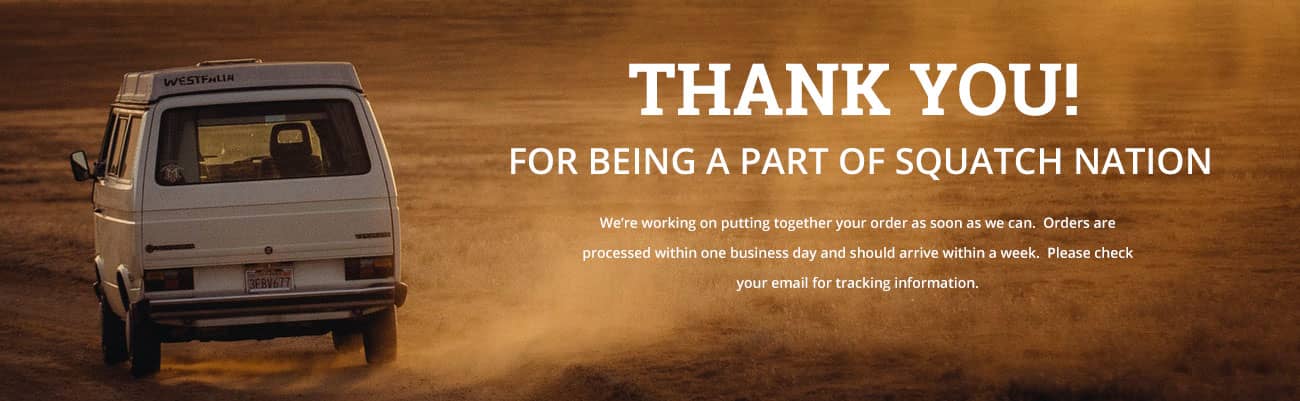 WESTFALIA
3EBV677
THANK YOU!
FOR BEING A PART OF SQUATCH NATION
We're working on putting together your order as soon as we can.  Orders are
processed within one business day and should arrive within a week.  Please check
your email for tracking information.